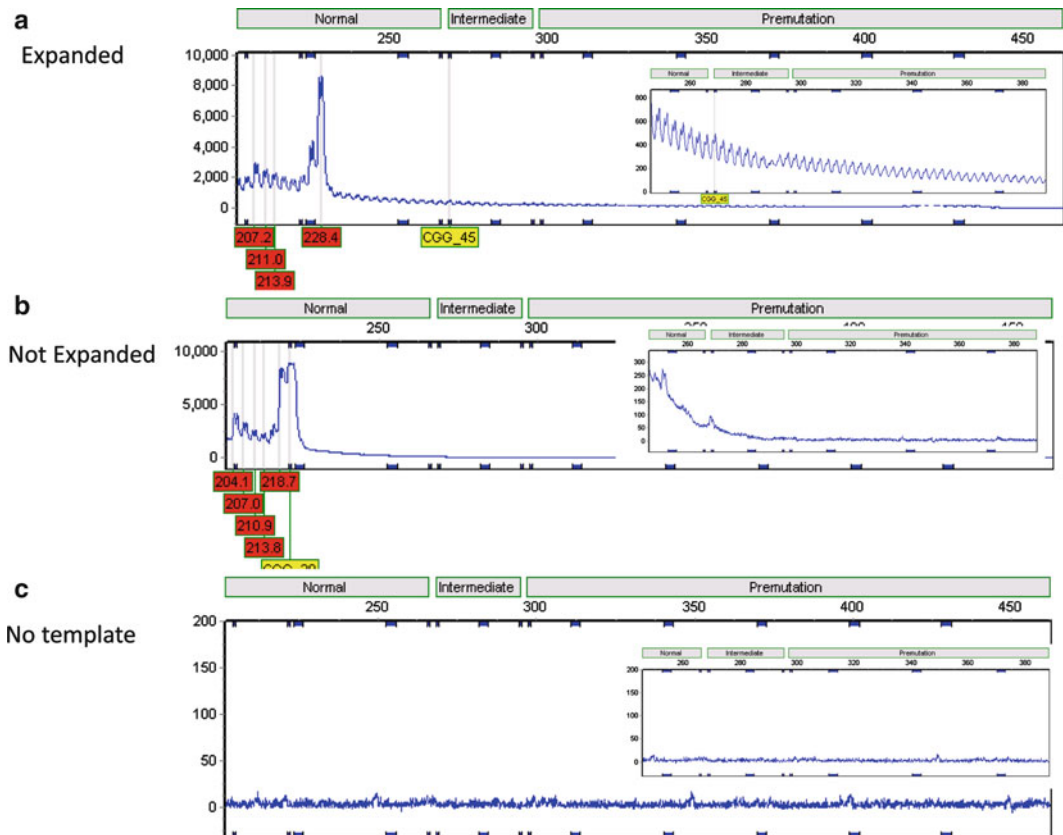 a
Expanded
Normal Intermediate Premutation
250 300 350 400 450
10,000
8,000
6,000
4,000
2,000
0
Normal Intermediate Premutation
260 280 300 320 340 360 380
800
600
400
200
0
CGG_45
207.2 228.4 CGG_45
211.0
213.9
b
Not Expanded
Normal Intermediate Premutation
250 300
10,000
5,000
0
Normal Intermediate Premutation
260 280 300 320 340 360 380
300
250
200
150
100
50
0
204.1 218.7
207.0
210.9
213.8
c
No template
Normal Intermediate Premutation
250 300 350 400 450
200
150
100
50
0
Normal Intermediate Premutation
260 280 300 320 340 360 380
200
150
100
50
0